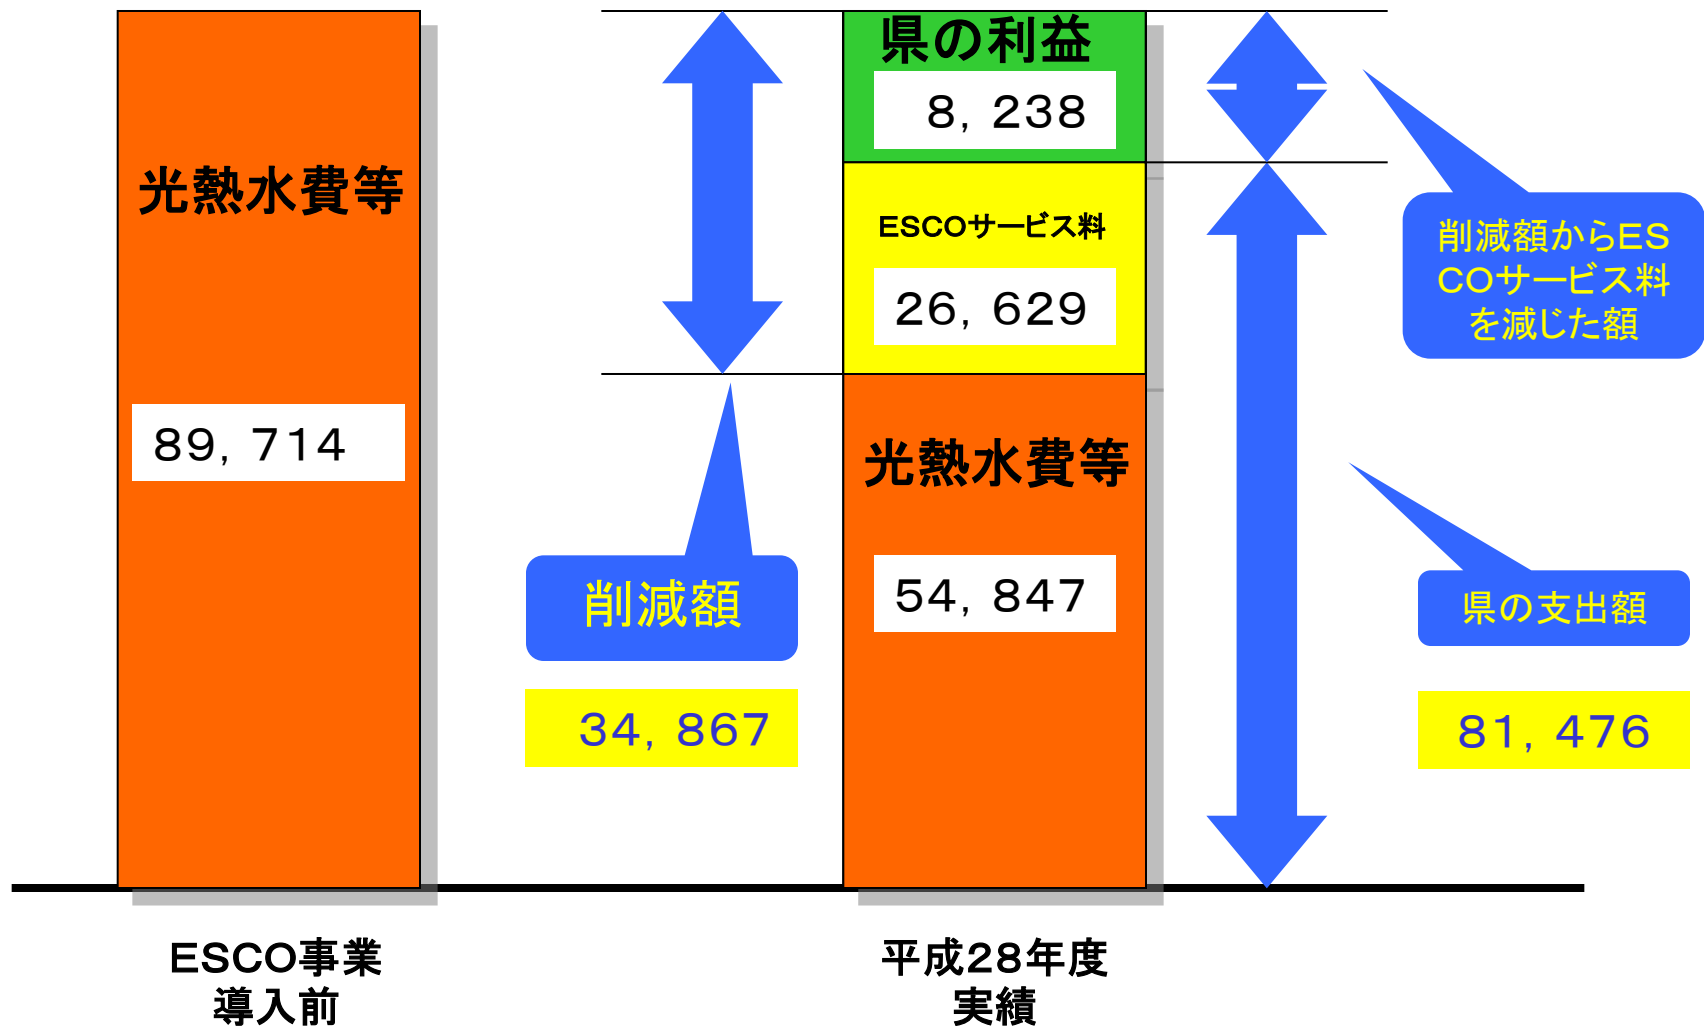 光熱水費等
89, 714
ESCO事業
導入前
削減額
34, 867
県の利益
8, 238
ESCOサービス料
26, 629
光熱水費等
54, 847
平成28年度
実績
削減額からES
COサービス料
を減じた額
県の支出額
81, 476